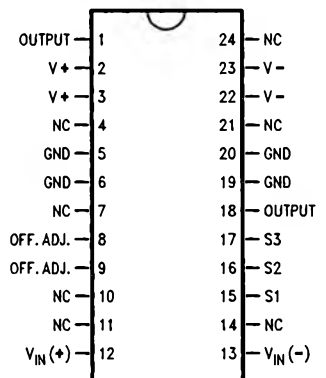 OUTPUT 1 24 NC
V+ 2 23 V-
V+ 3 22 V-
NC 4 21 NC
GND 5 20 GND
GND 6 19 GND
NC 7 18 OUTPUT
OFF. ADJ. 8 17 S3
OFF. ADJ. 9 16 S2
NC 10 15 S1
NC 11 14 NC
VIN (+) 12 13 VIN (-)